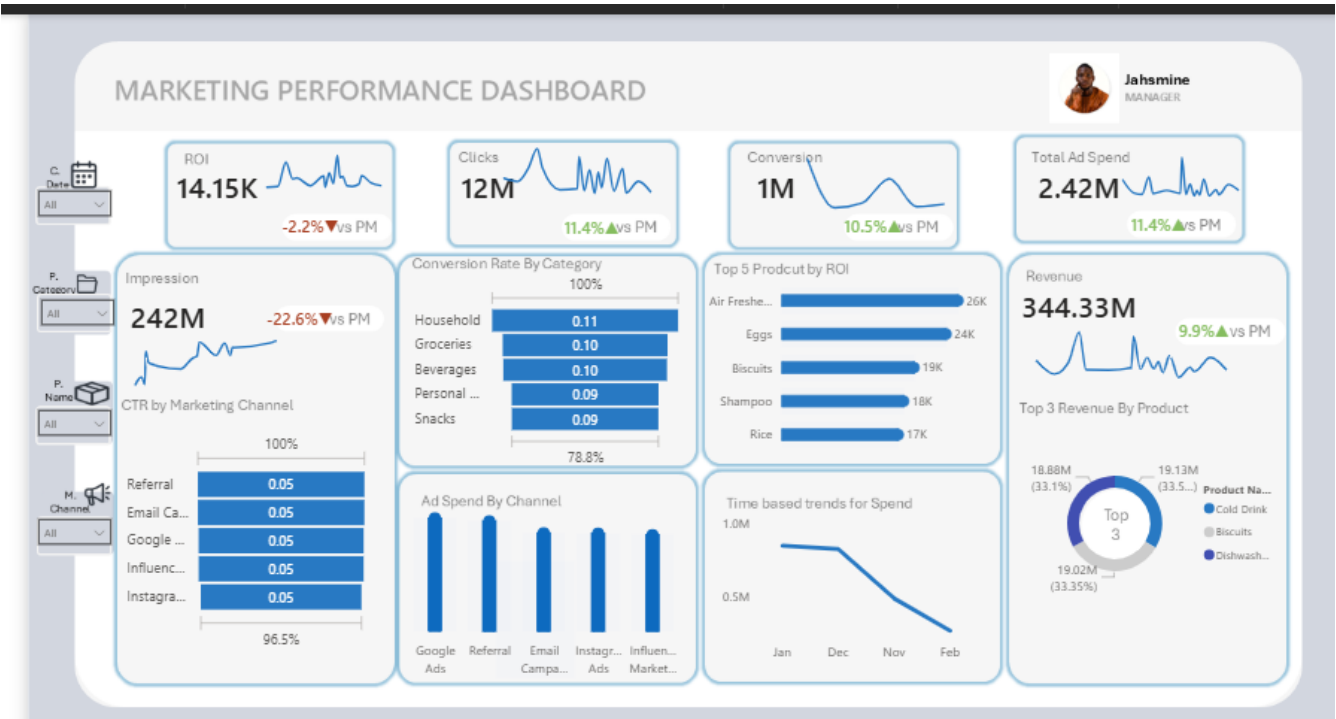 MARKETING PERFORMANCE DASHBOARD
Jahsmine
MANAGER
C.
Date
All
P.
Category
All
P.
Name
All
M.
Channel
All
ROI
14.15K
-2.2%▼vs PM
Clicks
12M
11.4%▲vs PM
Conversion
1M
10.5%▲vs PM
Total Ad Spend
2.42M
11.4%▲vs PM
Impression
242M
-22.6%▼vs PM
CTR by Marketing Channel
100%
Referral 0.05
Email Ca... 0.05
Google ... 0.05
Influenc... 0.05
Instagra... 0.05
96.5%
Conversion Rate By Category
100%
Household 0.11
Groceries 0.10
Beverages 0.10
Personal ... 0.09
Snacks 0.09
78.8%
Ad Spend By Channel
Google
Ads
Referral
Email
Campa...
Instagr...
Ads
Influen...
Market...
Top 5 Prodcut by ROI
Air Freshe... 26K
Eggs 24K
Biscuits 19K
Shampoo 18K
Rice 17K
Time based trends for Spend
1.0M
0.5M
Jan Dec Nov Feb
Revenue
344.33M
9.9%▲vs PM
Top 3 Revenue By Product
18.88M
(33.1%)
19.13M
(33.5...)
19.02M
(33.35%)
Top
3
Product Na...
Cold Drink
Biscuits
Dishwash...